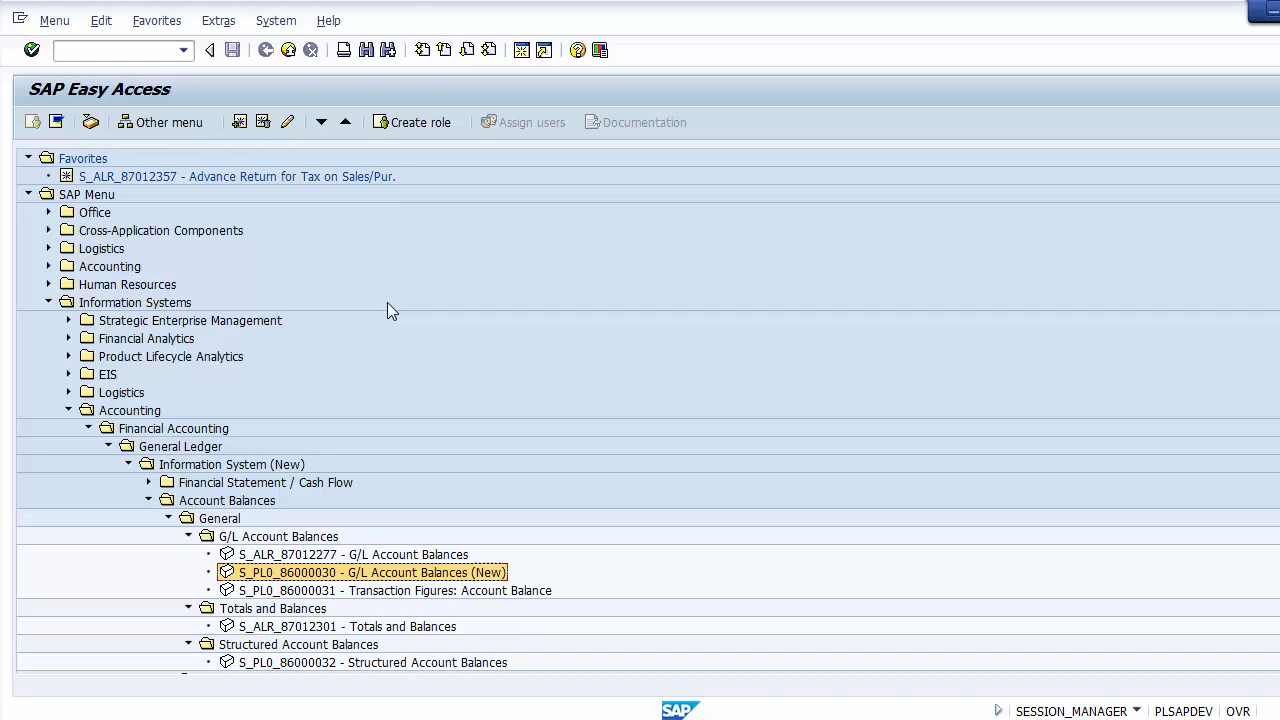 Menu Edit Favorites Extras System Help
SAP Easy Access
Other menu Create role Assign users Documentation
Favorites
S_ALR_87012357 - Advance Return for Tax on Sales/Pur.
SAP Menu
Office
Cross-Application Components
Logistics
Accounting
Human Resources
Information Systems
Strategic Enterprise Management
Financial Analytics
Product Lifecycle Analytics
EIS
Logistics
Accounting
Financial Accounting
General Ledger
Information System (New)
Financial Statement / Cash Flow
Account Balances
General
G/L Account Balances
S_ALR_87012277 - G/L Account Balances
S_PL0_86000030 - G/L Account Balances (New)
S_PL0_86000031 - Transaction Figures: Account Balance
Totals and Balances
S_ALR_87012301 - Totals and Balances
Structured Account Balances
S_PL0_86000032 - Structured Account Balances
SAP SESSION_MANAGER PLSAPDEV OVR